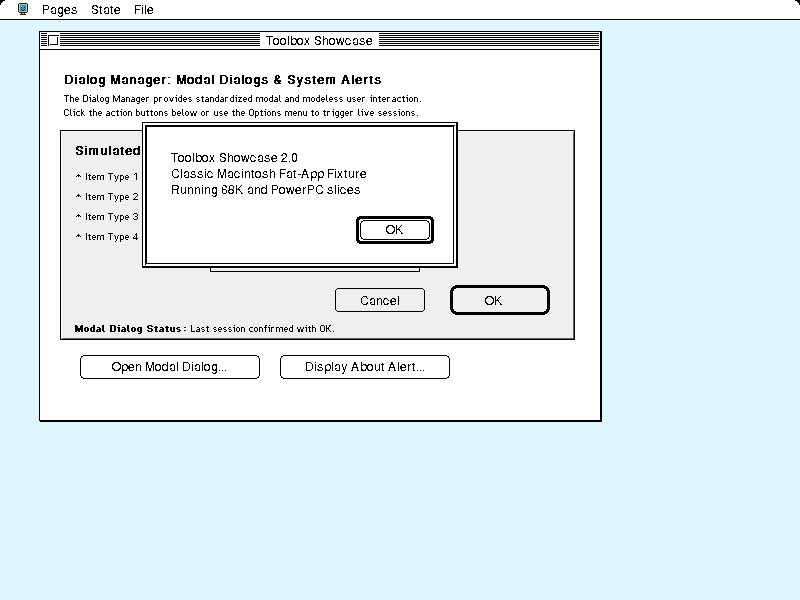 Pages State File
Toolbox Showcase
Dialog Manager: Modal Dialogs & System Alerts
The Dialog Manager provides standardized modal and modeless user interaction.
Click the action buttons below or use the Options menu to trigger live sessions.
Simulated
^ Item Type 1
^ Item Type 2
^ Item Type 3
^ Item Type 4
Toolbox Showcase 2.0
Classic Macintosh Fat-App Fixture
Running 68K and PowerPC slices
OK
Cancel OK
Modal Dialog Status: Last session confirmed with OK.
Open Modal Dialog... Display About Alert...